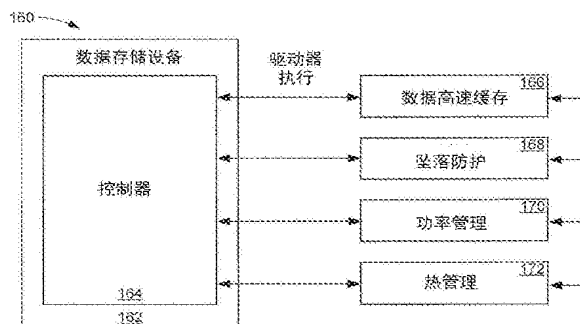 160
数据存储设备
驱动器
执行
166
数据高速缓存
168
坠落防护
控制器
170
功率管理
172
热管理
164
162